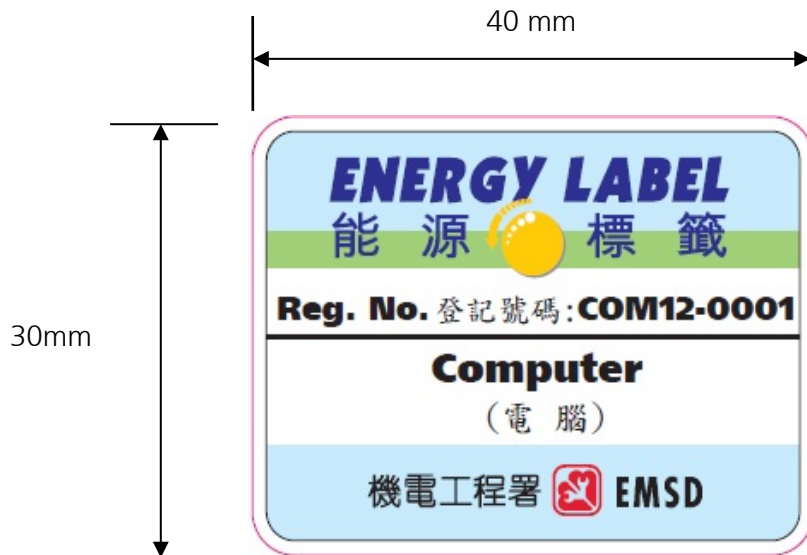 40 mm
30mm
ENERGY LABEL
能源標籤
Reg. No. 登記號碼:COM12-0001
Computer
(電 腦)
機電工程署 EMSD